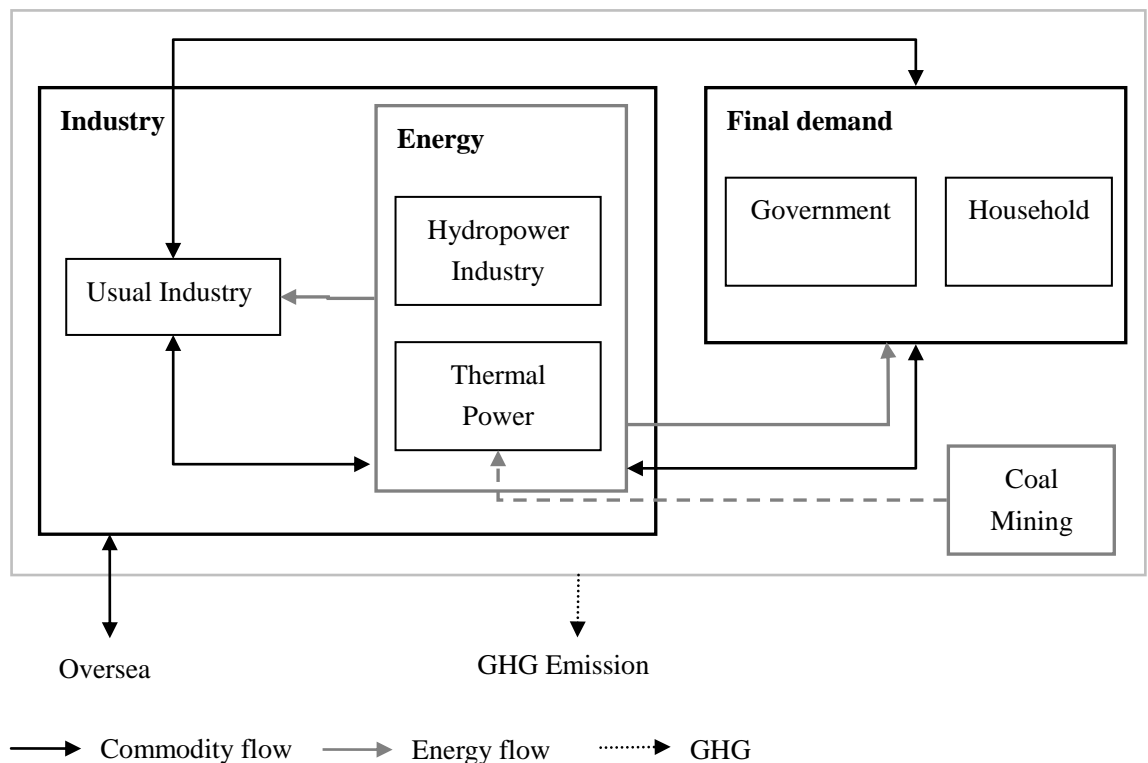 Industry
Energy
Hydropower
Industry
Usual Industry
Thermal
Power
Final demand
Government
Household
Coal
Mining
Oversea
GHG Emission
Commodity flow
Energy flow
GHG